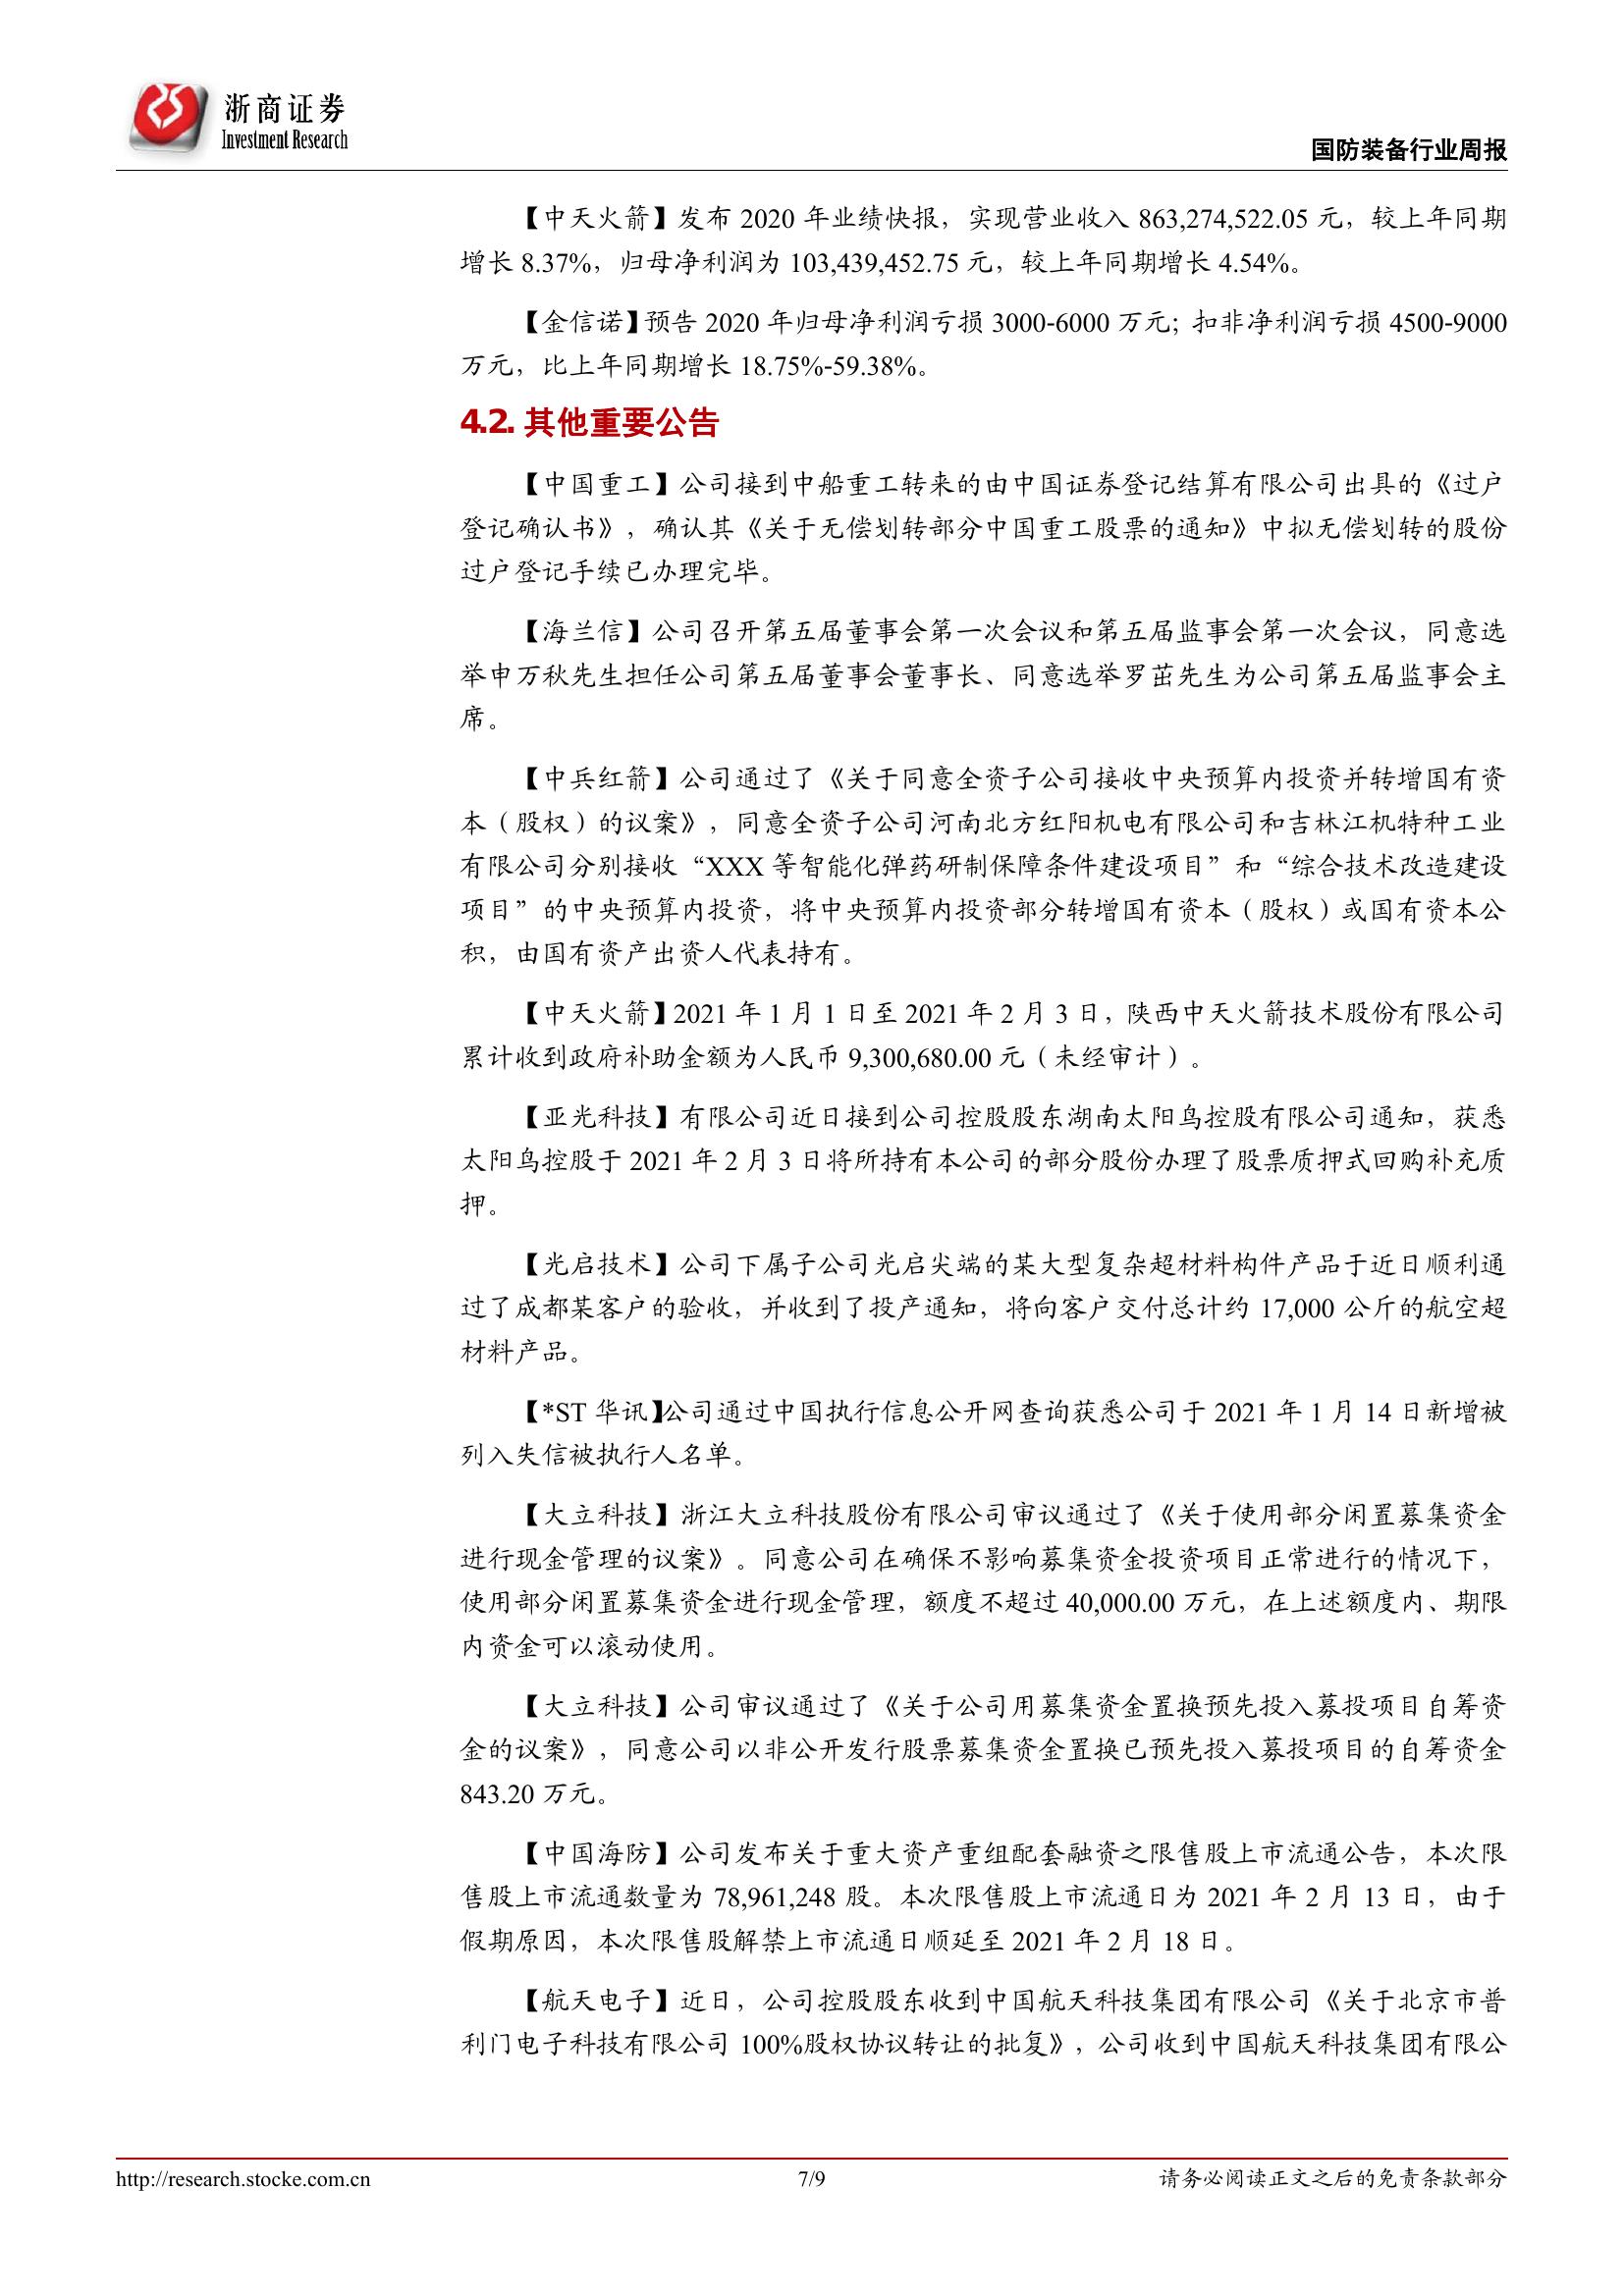 浙商证券
Investment Research
国防装备行业周报
【中天火箭】发布 2020 年业绩快报，实现营业收入 863,274,522.05 元，较上年同期
增长 8.37%，归母净利润为 103,439,452.75 元，较上年同期增长 4.54%。
【金信诺】预告 2020 年归母净利润亏损 3000-6000 万元；扣非净利润亏损 4500-9000
万元，比上年同期增长 18.75%-59.38%。
4.2. 其他重要公告
【中国重工】公司接到中船重工转来的由中国证券登记结算有限公司出具的《过户
登记确认书》，确认其《关于无偿划转部分中国重工股票的通知》中拟无偿划转的股份
过户登记手续已办理完毕。
【海兰信】公司召开第五届董事会第一次会议和第五届监事会第一次会议，同意选
举申万秋先生担任公司第五届董事会董事长、同意选举罗茁先生为公司第五届监事会主
席。
【中兵红箭】公司通过了《关于同意全资子公司接收中央预算内投资并转增国有资
本（股权）的议案》，同意全资子公司河南北方红阳机电有限公司和吉林江机特种工业
有限公司分别接收“XXX 等智能化弹药研制保障条件建设项目”和“综合技术改造建设
项目”的中央预算内投资，将中央预算内投资部分转增国有资本（股权）或国有资本公
积，由国有资产出资人代表持有。
【中天火箭】2021 年 1 月 1 日至 2021 年 2 月 3 日，陕西中天火箭技术股份有限公司
累计收到政府补助金额为人民币 9,300,680.00 元（未经审计）。
【亚光科技】有限公司近日接到公司控股股东湖南太阳鸟控股有限公司通知，获悉
太阳鸟控股于 2021 年 2 月 3 日将所持有本公司的部分股份办理了股票质押式回购补充质
押。
【光启技术】公司下属子公司光启尖端的某大型复杂超材料构件产品于近日顺利通
过了成都某客户的验收，并收到了投产通知，将向客户交付总计约 17,000 公斤的航空超
材料产品。
【*ST 华讯】公司通过中国执行信息公开网查询获悉公司于 2021 年 1 月 14 日新增被
列入失信被执行人名单。
【大立科技】浙江大立科技股份有限公司审议通过了《关于使用部分闲置募集资金
进行现金管理的议案》。同意公司在确保不影响募集资金投资项目正常进行的情况下，
使用部分闲置募集资金进行现金管理，额度不超过 40,000.00 万元，在上述额度内、期限
内资金可以滚动使用。
【大立科技】公司审议通过了《关于公司用募集资金置换预先投入募投项目自筹资
金的议案》，同意公司以非公开发行股票募集资金置换已预先投入募投项目的自筹资金
843.20 万元。
【中国海防】公司发布关于重大资产重组配套融资之限售股上市流通公告，本次限
售股上市流通数量为 78,961,248 股。本次限售股上市流通日为 2021 年 2 月 13 日，由于
假期原因，本次限售股解禁上市流通日顺延至 2021 年 2 月 18 日。
【航天电子】近日，公司控股股东收到中国航天科技集团有限公司《关于北京市普
利门电子科技有限公司 100%股权协议转让的批复》，公司收到中国航天科技集团有限公
http://research.stocke.com.cn
7/9
请务必阅读正文之后的免责条款部分